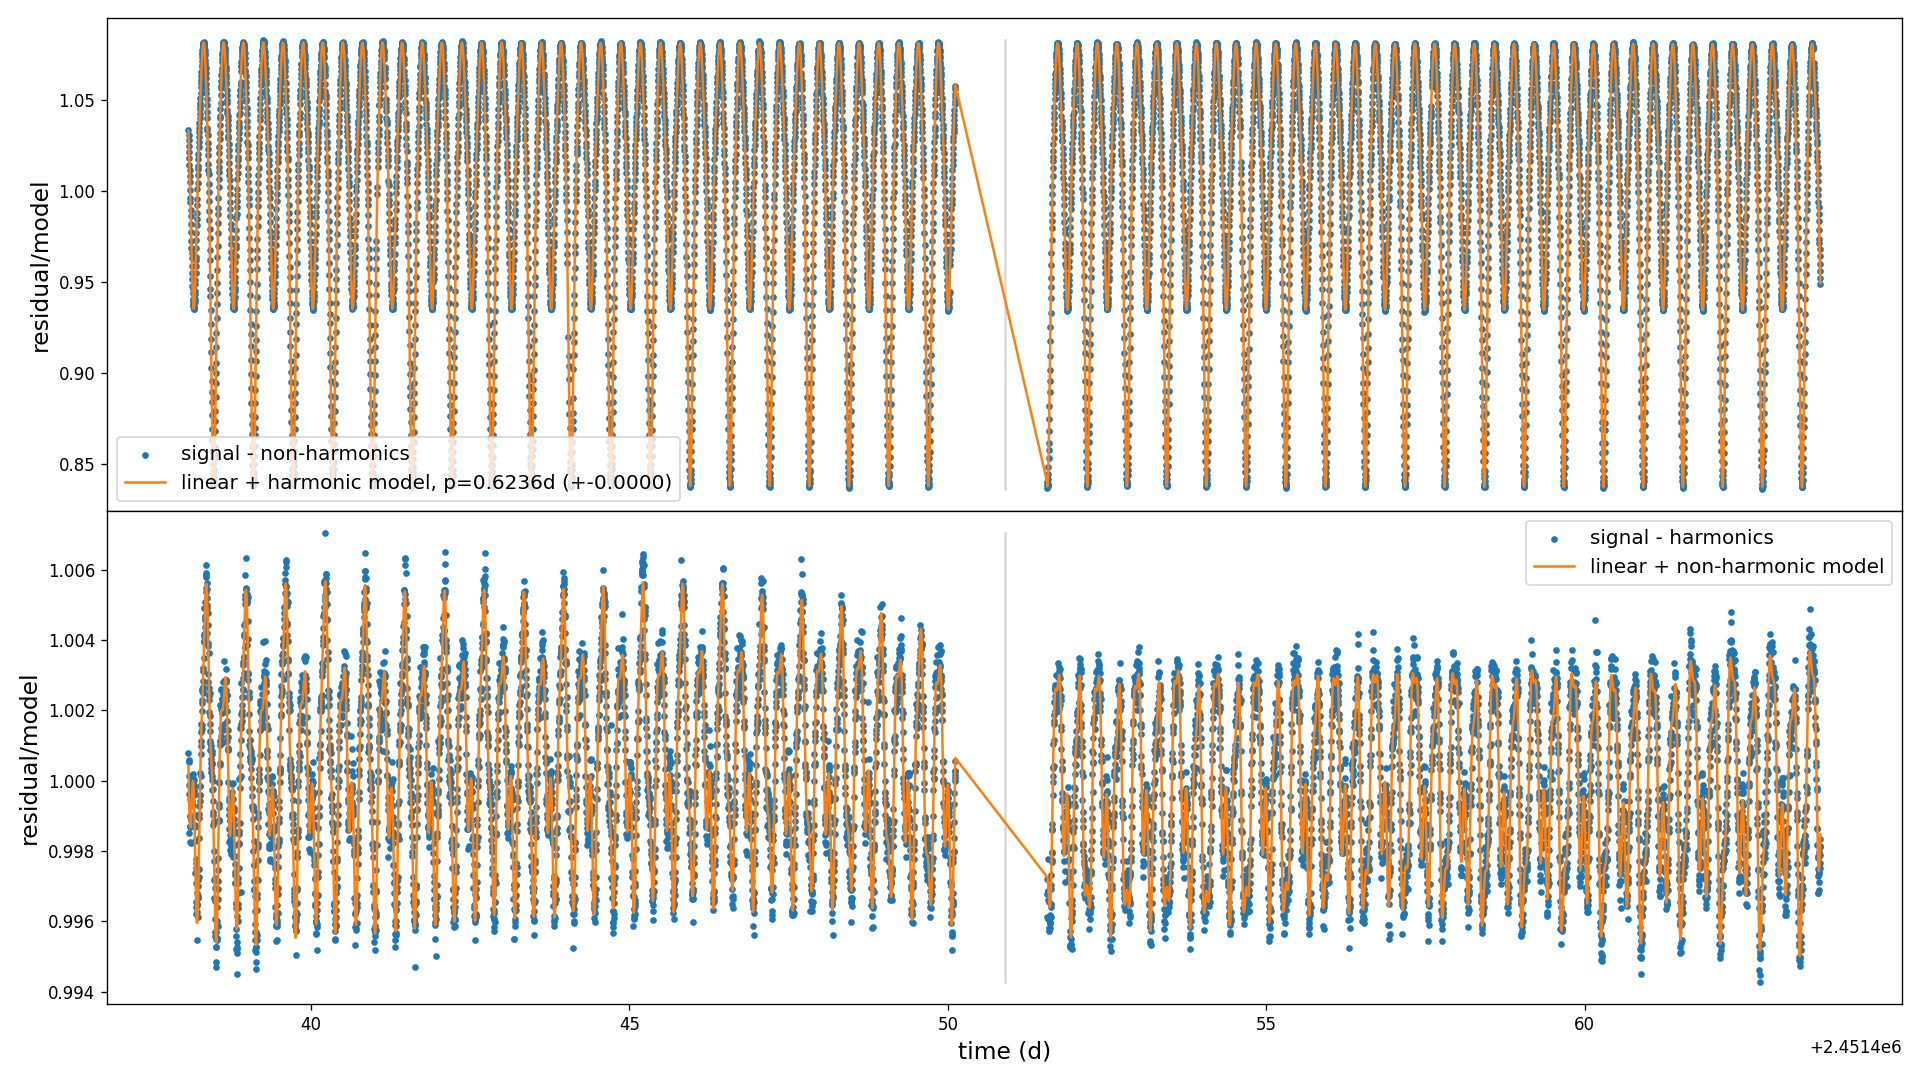 residual/model
1.05
1.00
0.95
0.90
0.85
signal - non-harmonics
linear + harmonic model, p=0.6236d (+-0.0000)
residual/model
1.006
1.004
1.002
1.000
0.998
0.996
0.994
signal - harmonics
linear + non-harmonic model
40
45
50
55
60
time (d)
+2.4514e6